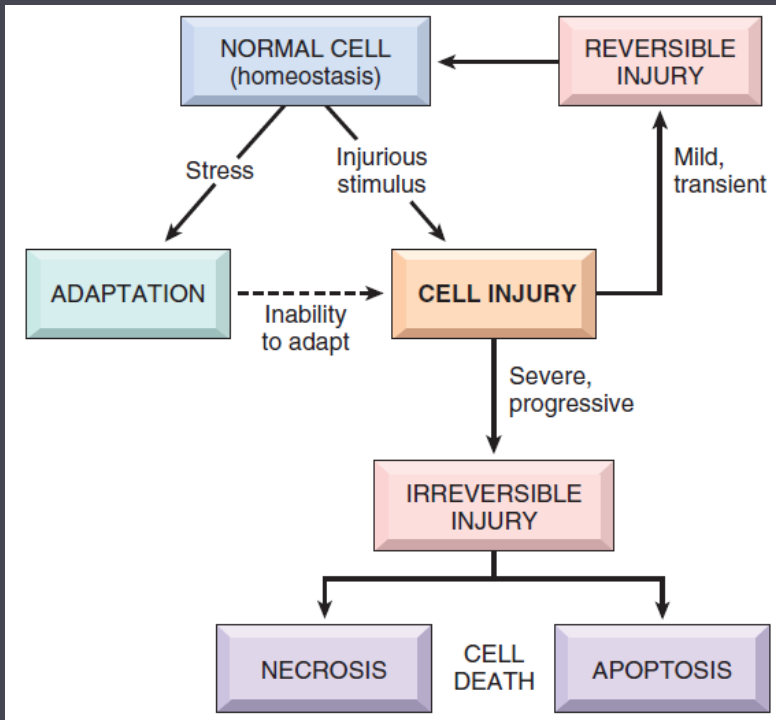 NORMAL CELL
(homeostasis)
REVERSIBLE
INJURY
Stress
Injurious
stimulus
Mild,
transient
ADAPTATION
Inability
to adapt
CELL INJURY
Severe,
progressive
IRREVERSIBLE
INJURY
NECROSIS
CELL
DEATH
APOPTOSIS